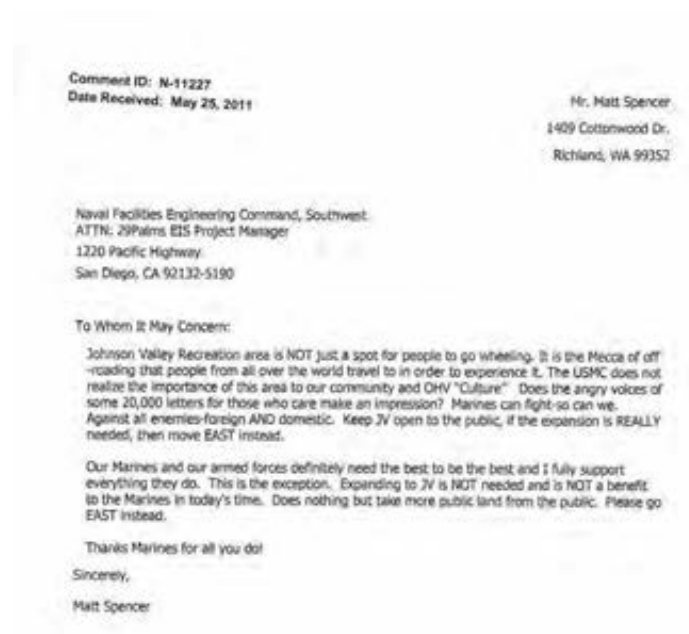 Comment ID: N-11227
Date Received: May 25, 2011
Mr. Matt Spencer
1409 Cottonwood Dr.
Richland, WA 99352
Naval Facilities Engineering Command, Southwest
ATTN: 29Palms EIS Project Manager
1220 Pacific Highway
San Diego, CA 92132-5190
To Whom It May Concern:
Johnson Valley Recreation area is NOT just a spot for people to go wheeling. It is the Mecca of off
-roading that people from all over the world travel to in order to experience it. The USMC does not
realize the importance of this area to our community and OHV "Culture" Does the angry voices of
some 20,000 letters for those who care make an impression? Marines can fight-so can we.
Against all enemies-foreign AND domestic. Keep JV open to the public, if the expansion is REALLY
needed, then move EAST instead.
Our Marines and our armed forces definitely need the best to be the best and I fully support
everything they do. This is the exception. Expanding to JV is NOT needed and is NOT a benefit
to the Marines in today's time. Does nothing but take more public land from the public. Please go
EAST instead.
Thanks Marines for all you do!
Sincerely,
Matt Spencer